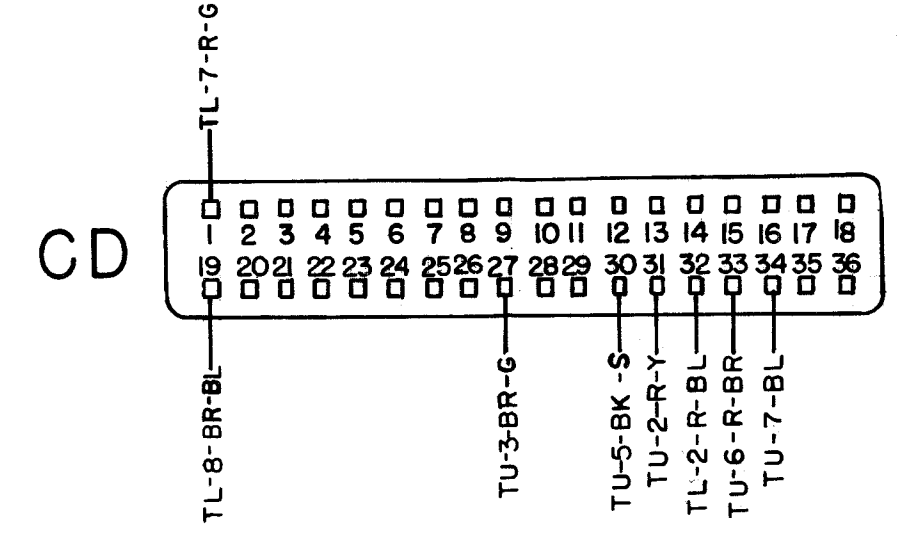 TL-7-R-G
CD
1 2 3 4 5 6 7 8 9 10 11 12 13 14 15 16 17 18
19 20 21 22 23 24 25 26 27 28 29 30 31 32 33 34 35 36
TL-8-BR-BL
TU-3-BR-G
TU-5-BK-S
TU-2-R-Y
TL-2-R-BL
TU-6-R-BR
TU-7-BL